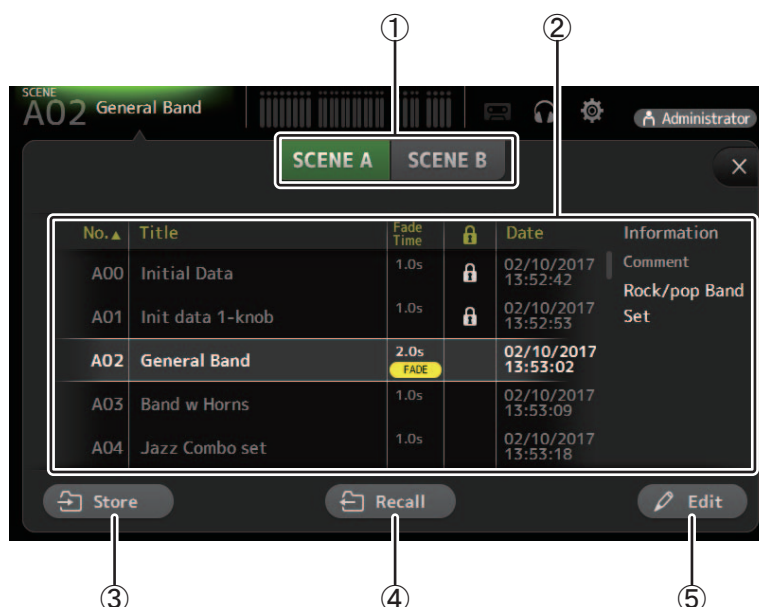 ① ②
SCENE
A02 General Band
Administrator
SCENE A SCENE B
No.▲ Title Fade Time Date Information
A00 Initial Data 1.0s 02/10/2017 13:52:42 Comment
A01 Init data 1-knob 1.0s 02/10/2017 13:52:53 Rock/pop Band Set
A02 General Band 2.0s FADE 02/10/2017 13:53:02
A03 Band w Horns 1.0s 02/10/2017 13:53:09
A04 Jazz Combo set 1.0s 02/10/2017 13:53:18
Store Recall Edit
③ ④ ⑤